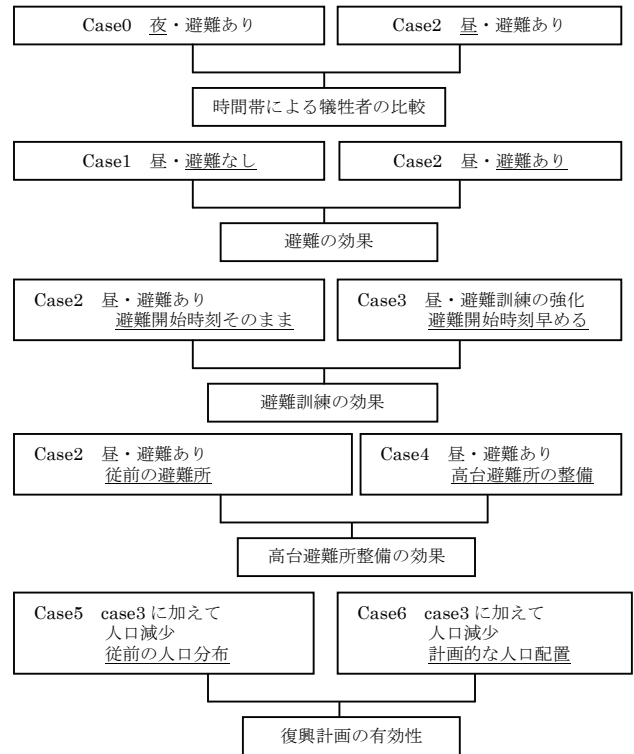 Case0　夜・避難あり
Case2　昼・避難あり
時間帯による犠牲者の比較
Case1　昼・避難なし
Case2　昼・避難あり
避難の効果
Case2　昼・避難あり
避難開始時刻そのまま
Case3　昼・避難訓練の強化
避難開始時刻早める
避難訓練の効果
Case2　昼・避難あり
従前の避難所
Case4　昼・避難あり
高台避難所の整備
高台避難所整備の効果
Case5　case3 に加えて
人口減少
従前の人口分布
Case6　case3 に加えて
人口減少
計画的な人口配置
復興計画の有効性